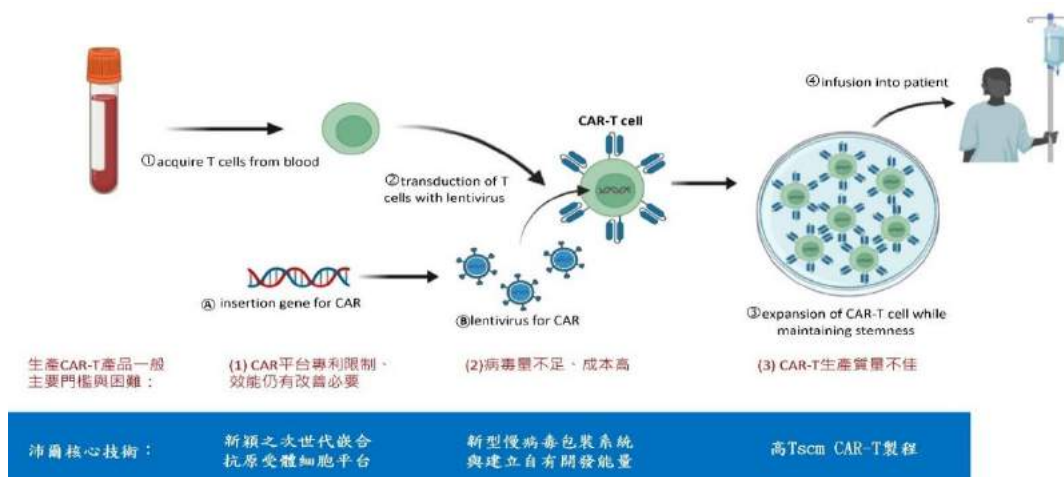 ④infusion into patient
CAR-T cell
①acquire T cells from blood
②transduction of T
cells with lentivirus
Ⓐ insertion gene for CAR
Ⓑlentivirus for CAR
③expansion of CAR-T cell while
maintaining stemness
生產CAR-T產品一般
主要門檻與困難：
(1) CAR平台專利限制、
效能仍有改善必要
(2)病毒量不足、成本高
(3) CAR-T生產質量不佳
沛爾核心技術：
新穎之次世代嵌合
抗原受體細胞平台
新型慢病毒包裝系統
與建立自有開發能量
高Tscm CAR-T製程